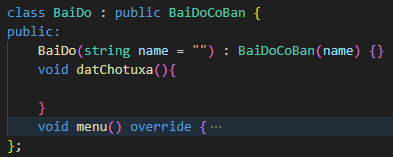 class BaiDo : public BaiDoCoBan {
public:
    BaiDo(string name = "") : BaiDoCoBan(name) {}
    void datChotuxa(){

    }
    void menu() override {⋯
};